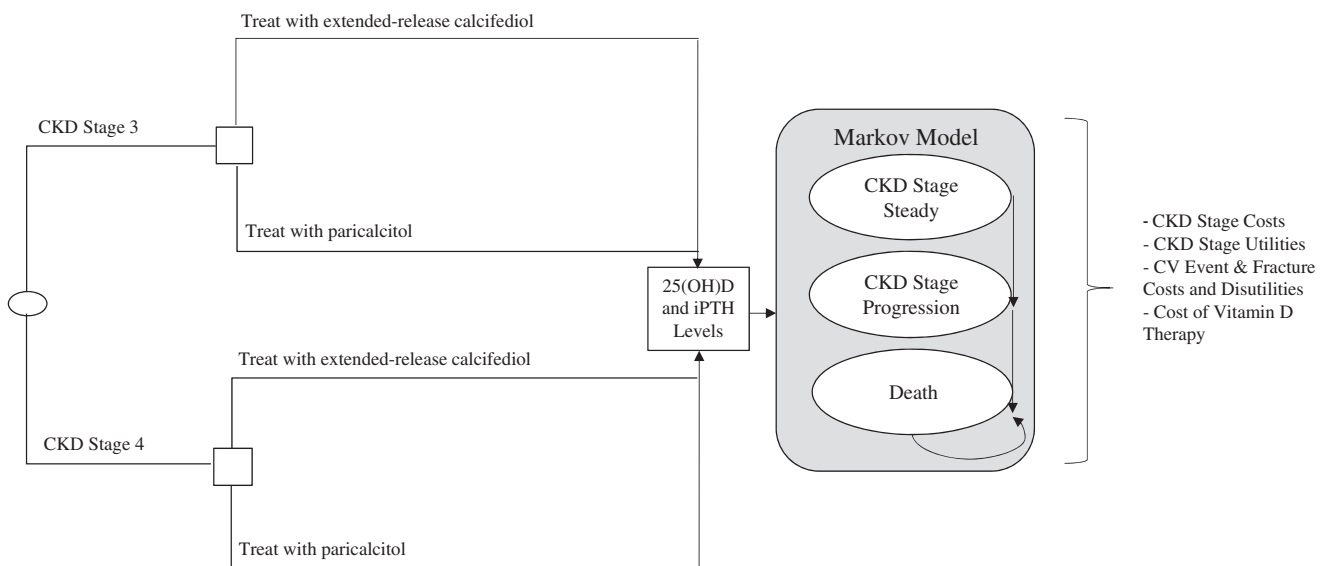 Treat with extended-release calcifediol
CKD Stage 3
Treat with paricalcitol
25(OH)D
and iPTH
Levels
Treat with extended-release calcifediol
CKD Stage 4
Treat with paricalcitol
Markov Model
CKD Stage
Steady
CKD Stage
Progression
Death
- CKD Stage Costs
- CKD Stage Utilities
- CV Event & Fracture
Costs and Disutilities
- Cost of Vitamin D
Therapy